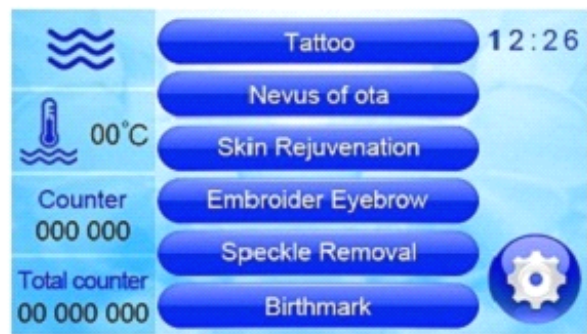 Tattoo
12:26
Nevus of ota
00°C
Skin Rejuvenation
Counter
000 000
Embroider Eyebrow
Speckle Removal
Total counter
00 000 000
Birthmark